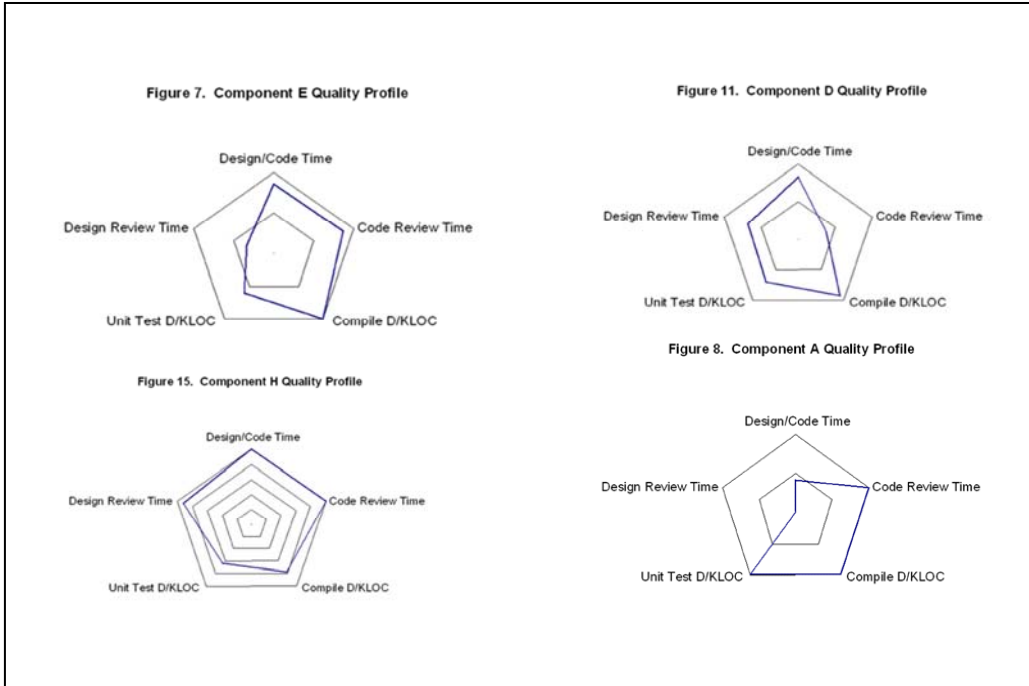 Figure 7. Component E Quality Profile
Design/Code Time
Design Review Time
Code Review Time
Unit Test D/KLOC
Compile D/KLOC
Figure 11. Component D Quality Profile
Design/Code Time
Design Review Time
Code Review Time
Unit Test D/KLOC
Compile D/KLOC
Figure 15. Component H Quality Profile
Design/Code Time
Design Review Time
Code Review Time
Unit Test D/KLOC
Compile D/KLOC
Figure 8. Component A Quality Profile
Design/Code Time
Design Review Time
Code Review Time
Unit Test D/KLOC
Compile D/KLOC